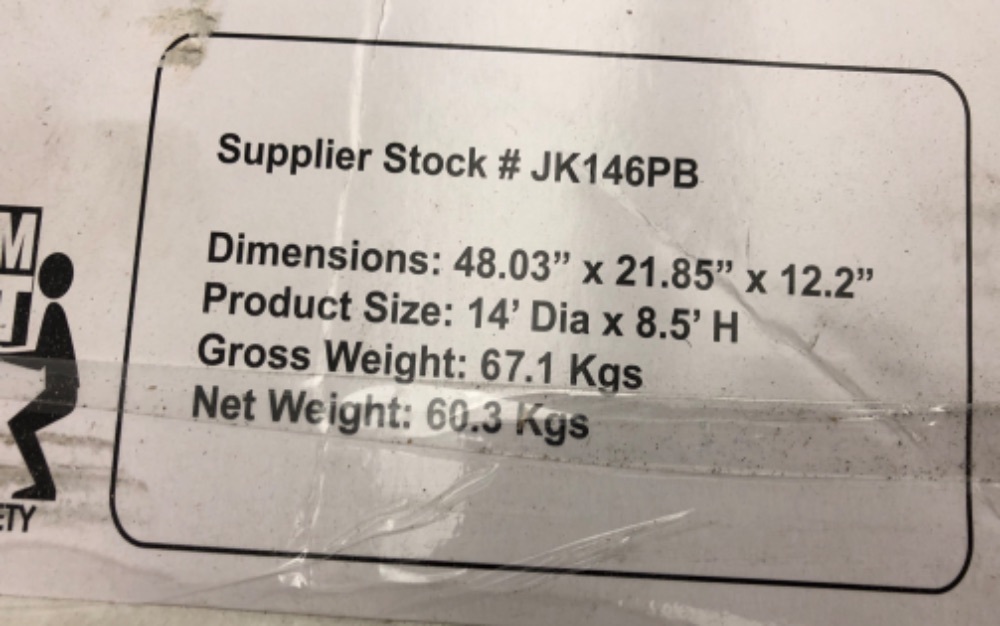 Supplier Stock # JK146PB
Dimensions: 48.03” x 21.85” x 12.2”
Product Size: 14’ Dia x 8.5’ H
Gross Weight: 67.1 Kgs
Net Weight: 60.3 Kgs